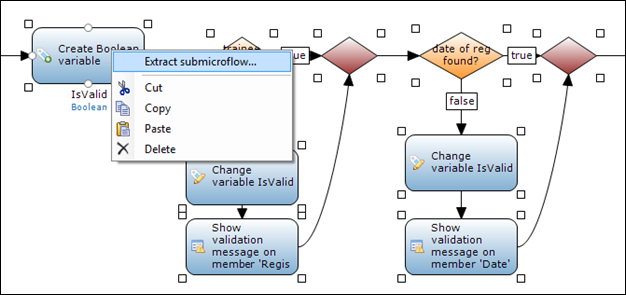 Create Boolean
variable
IsValid
Boolean
Extract submicroflow...
Cut
Copy
Paste
Delete
trainee
true
Change
variable IsValid
Show
validation
message on
member 'Regis
date of reg
found?
true
false
Change
variable IsValid
Show
validation
message on
member 'Date'